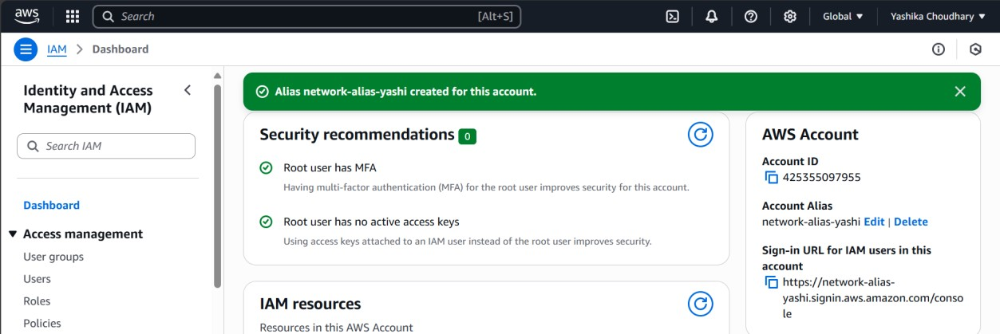 aws
Search
[Alt+S]
Global
Yashika Choudhary
IAM
Dashboard
Identity and Access
Management (IAM)
Search IAM
Dashboard
Access management
User groups
Users
Roles
Policies
Alias network-alias-yashi created for this account.
Security recommendations 0
Root user has MFA
Having multi-factor authentication (MFA) for the root user improves security for this account.
Root user has no active access keys
Using access keys attached to an IAM user instead of the root user improves security.
IAM resources
Resources in this AWS Account
AWS Account
Account ID
425355097955
Account Alias
network-alias-yashi Edit | Delete
Sign-in URL for IAM users in this
account
https://network-alias-
yashi.signin.aws.amazon.com/conso
le